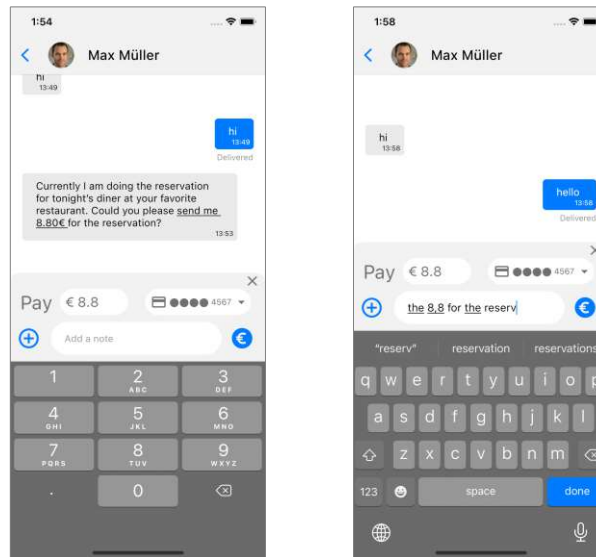 1:54
Max Müller
hi
13:49
hi
13:49
Delivered
Currently I am doing the reservation
for tonight's diner at your favorite
restaurant. Could you please send me
8.80€ for the reservation?
13:53
Pay € 8.8 4567
Add a note
€
1 2 3
ABC DEF
4 5 6
GHI JKL MNO
7 8 9
PQRS TUV WXYZ
. 0
1:58
Max Müller
hi
13:58
hello
13:58
Delivered
Pay € 8.8 4567
the 8,8 for the reserv
€
"reserv" reservation reservations
q w e r t y u i o p
a s d f g h j k l
z x c v b n m
123 space done